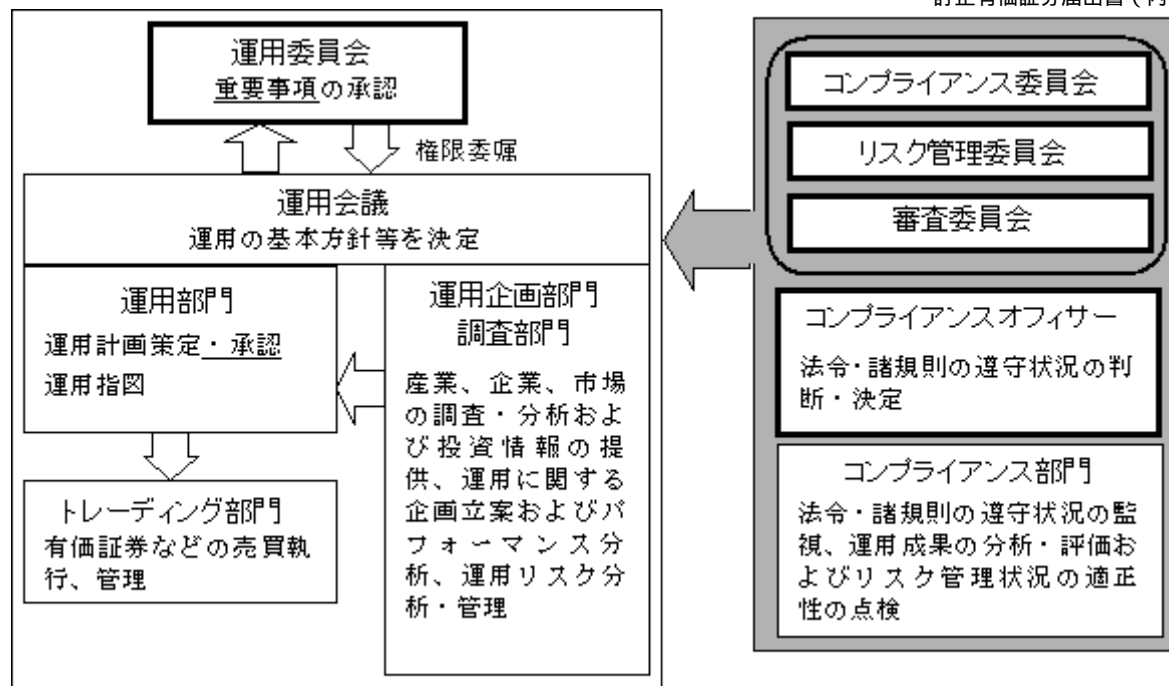 訂正有価証券届出書(内
運用委員会
重要事項の承認
権限委嘱
運用会議
運用の基本方針等を決定
運用部門
運用計画策定・承認
運用指図
トレーディング部門
有価証券などの売買執
行、管理
運用企画部門
調査部門
産業、企業、市場
の調査・分析およ
び投資情報の提
供、運用に関する
企画立案およびパ
フォーマンス分
析、運用リスク分
析・管理
コンプライアンス委員会
リスク管理委員会
審査委員会
コンプライアンスオフィサー
法令・諸規則の遵守状況の判
断・決定
コンプライアンス部門
法令・諸規則の遵守状況の監
視、運用成果の分析・評価お
よびリスク管理状況の適正
性の点検